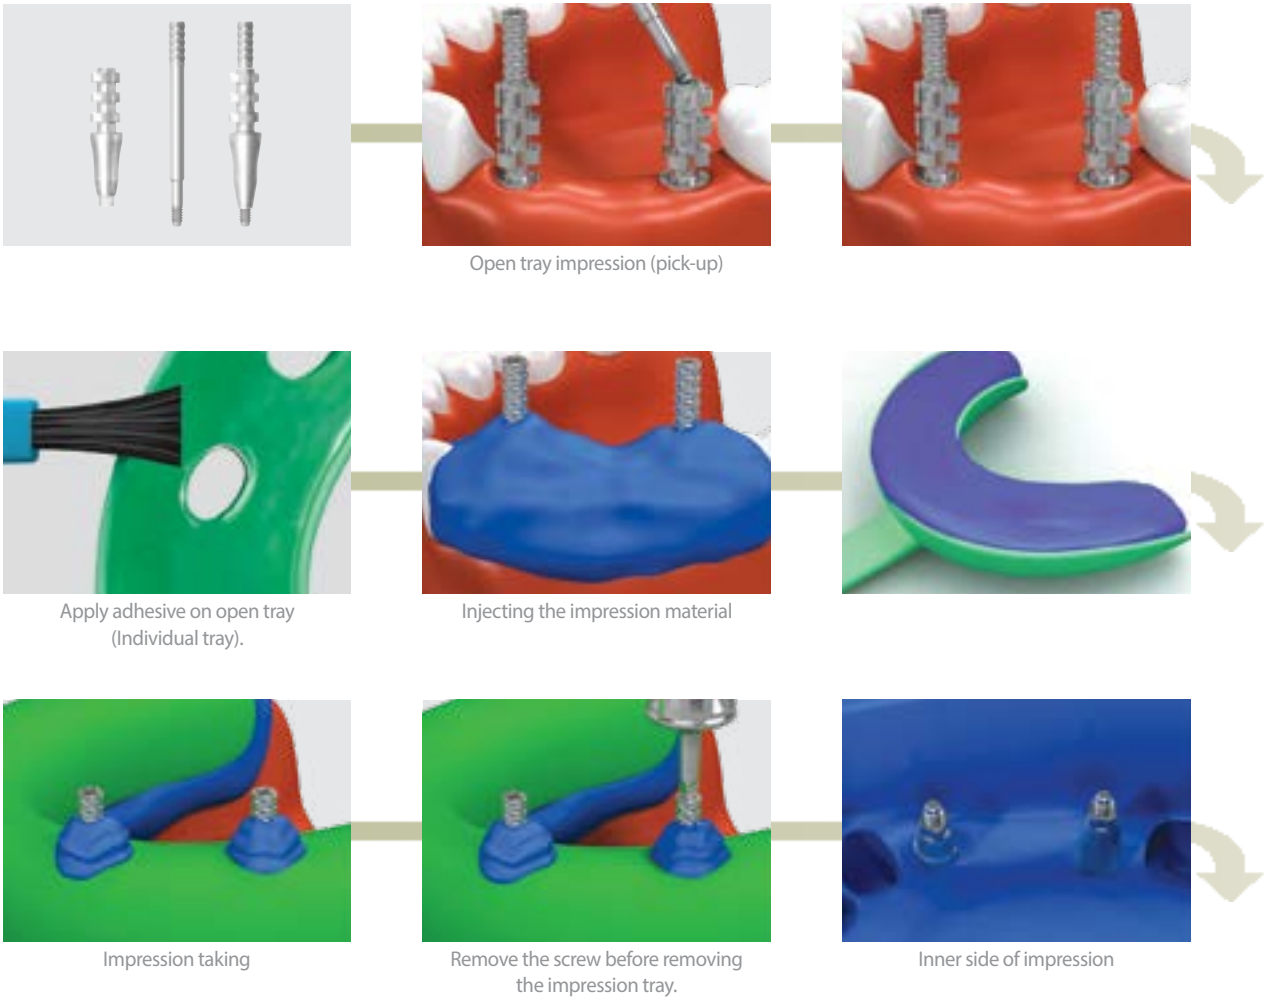 Open tray impression (pick-up)
Apply adhesive on open tray
(Individual tray).
Injecting the impression material
Impression taking
Remove the screw before removing
the impression tray.
Inner side of impression